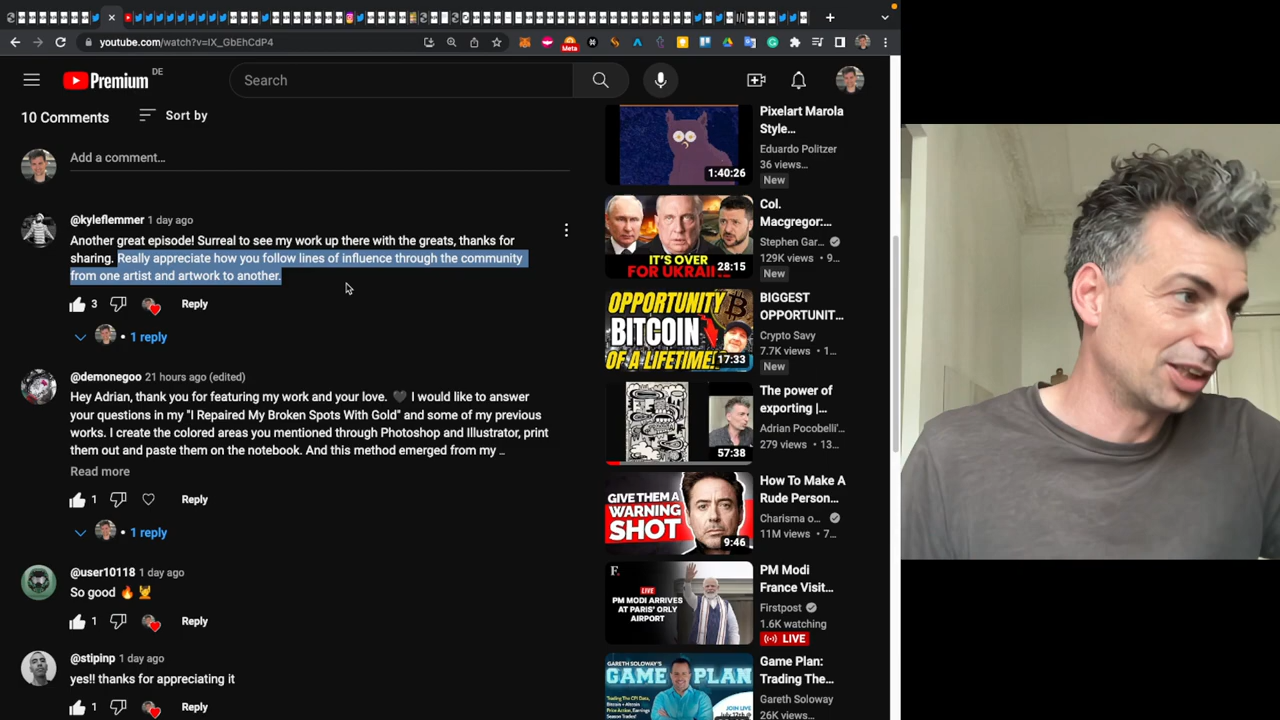 youtube.com/watch?v=IX_GbEhCdP4
Meta
Premium
DE
Search
10 Comments
Sort by
Add a comment...
@kyleflemmer 1 day ago
Another great episode! Surreal to see my work up there with the greats, thanks for
sharing. Really appreciate how you follow lines of influence through the community
from one artist and artwork to another.
3
Reply
• 1 reply
@demonegoo 21 hours ago (edited)
Hey Adrian, thank you for featuring my work and your love. 🖤 I would like to answer
your questions in my "I Repaired My Broken Spots With Gold" and some of my previous
works. I create the colored areas you mentioned through Photoshop and Illustrator, print
them out and paste them on the notebook. And this method emerged from my ..
Read more
1
Reply
• 1 reply
@user10118 1 day ago
So good 🔥
1
Reply
@stipinp 1 day ago
yes!! thanks for appreciating it
1
Reply
1:40:26
Pixelart Marola
Style...
Eduardo Politzer
36 views...
New
IT'S OVER
FOR UKRAI
28:15
Col.
Macgregor:...
Stephen Gar...
129K views • 9...
New
OPPORTUNITY
BITCOIN
OF A LIFETIME!
17:33
BIGGEST
OPPORTUNIT...
Crypto Savy
7.7K views • 1...
New
57:38
The power of
exporting |...
Adrian Pocobelli'...
279 views • 13...
GIVE THEM A
WARNING
SHOT
9:46
How To Make A
Rude Person...
Charisma o...
11M views • 7...
F.
LIVE
PM MODI ARRIVES
AT PARIS' ORLY
AIRPORT
PM Modi
France Visit...
Firstpost
1.6K watching
LIVE
GARETH SOLOWAY'S
GAME PLAN
Game Plan:
Trading The...
Gareth Soloway
26K views...